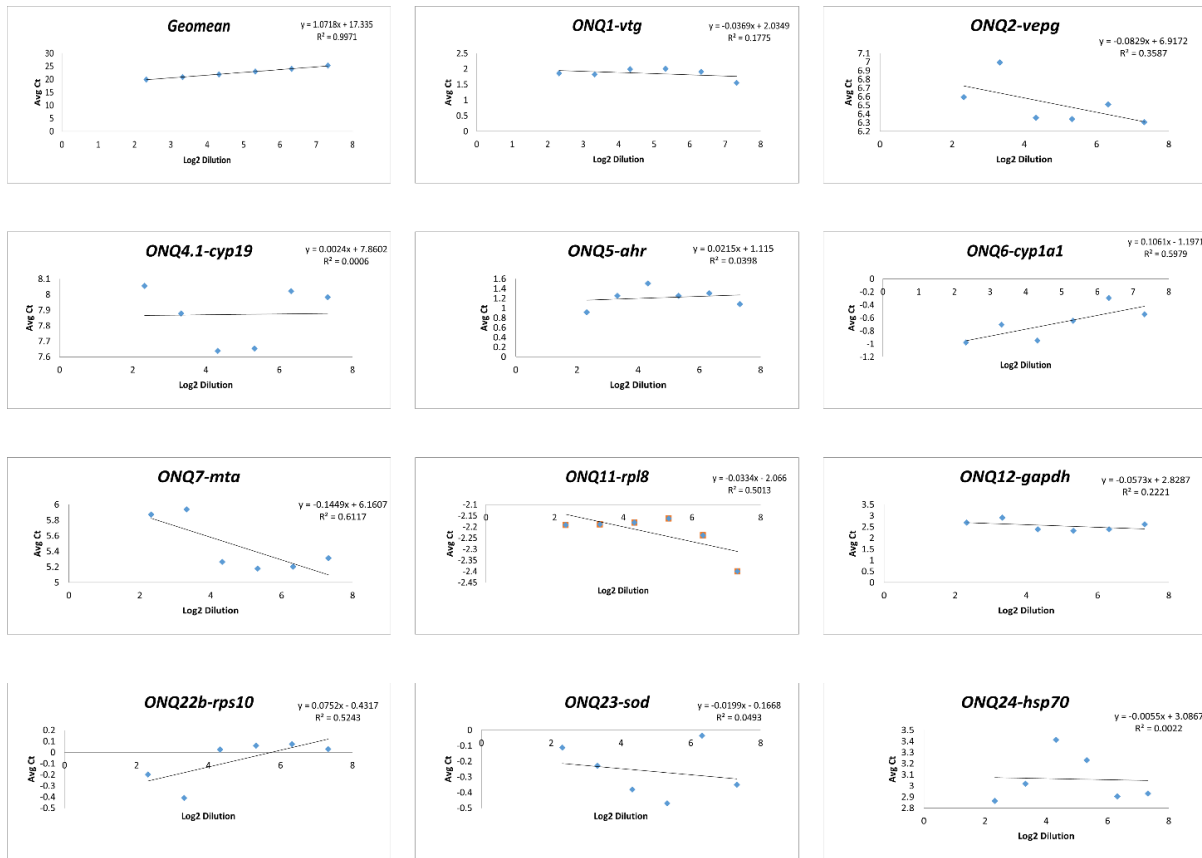 Geomean
y = 1.0718x + 17.335
R² = 0.9971
Avg Ct
35
30
25
20
15
10
5
0
0 1 2 3 4 5 6 7 8
Log2 Dilution
ONQ1-vtg
y = -0.0369x + 2.0349
R² = 0.1775
Avg Ct
2.5
2
1.5
1
0.5
0
0 1 2 3 4 5 6 7 8
Log2 Dilution
ONQ2-vepg
y = -0.0829x + 6.9172
R² = 0.3587
Avg Ct
7.1
7
6.9
6.8
6.7
6.6
6.5
6.4
6.3
6.2
0 2 4 6 8
Log2 Dilution
ONQ4.1-cyp19
y = 0.0024x + 7.8602
R² = 0.0006
Avg Ct
8.1
8
7.9
7.8
7.7
7.6
0 2 4 6 8
Log2 Dilution
ONQ5-ahr
y = 0.0215x + 1.115
R² = 0.0398
Avg Ct
1.6
1.4
1.2
1
0.8
0.6
0.4
0.2
0
0 2 4 6 8
Log2 Dilution
ONQ6-cyp1a1
y = 0.1061x - 1.1971
R² = 0.5979
Avg Ct
0
-0.2
-0.4
-0.6
-0.8
-1
-1.2
0 1 2 3 4 5 6 7 8
Log2 Dilution
ONQ7-mta
y = -0.1449x + 6.1607
R² = 0.6117
Avg Ct
6
5.8
5.6
5.4
5.2
5
0 2 4 6 8
Log2 Dilution
ONQ11-rpl8
y = -0.0334x - 2.066
R² = 0.5013
Avg Ct
-2.1
-2.15
-2.2
-2.25
-2.3
-2.35
-2.4
-2.45
0 2 4 6 8
Log2 Dilution
ONQ12-gapdh
y = -0.0573x + 2.8287
R² = 0.2221
Avg Ct
3.5
3
2.5
2
1.5
1
0.5
0
0 2 4 6 8
Log2 Dilution
ONQ22b-rps10
y = 0.0752x - 0.4317
R² = 0.5243
Avg Ct
0.2
0.1
0
-0.1
-0.2
-0.3
-0.4
-0.5
0 2 4 6 8
Log2 Dilution
ONQ23-sod
y = -0.0199x - 0.1668
R² = 0.0493
Avg Ct
0
-0.1
-0.2
-0.3
-0.4
-0.5
0 2 4 6 8
Log2 Dilution
ONQ24-hsp70
y = -0.0055x + 3.0867
R² = 0.0022
Avg Ct
3.5
3.4
3.3
3.2
3.1
3
2.9
2.8
0 2 4 6 8
Log2 Dilution